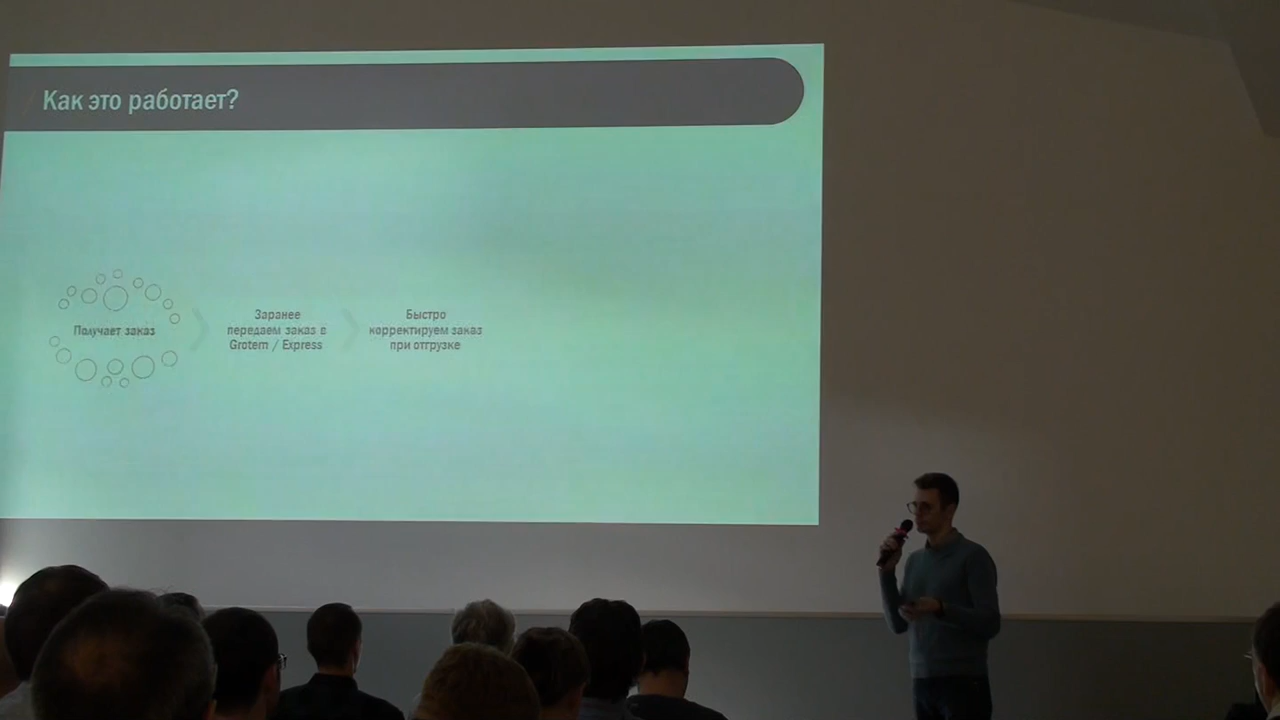 Как это работает?
Получает заказ
Заранее
передаем заказ в
Grotem / Express
Быстро
корректируем заказ
при отгрузке